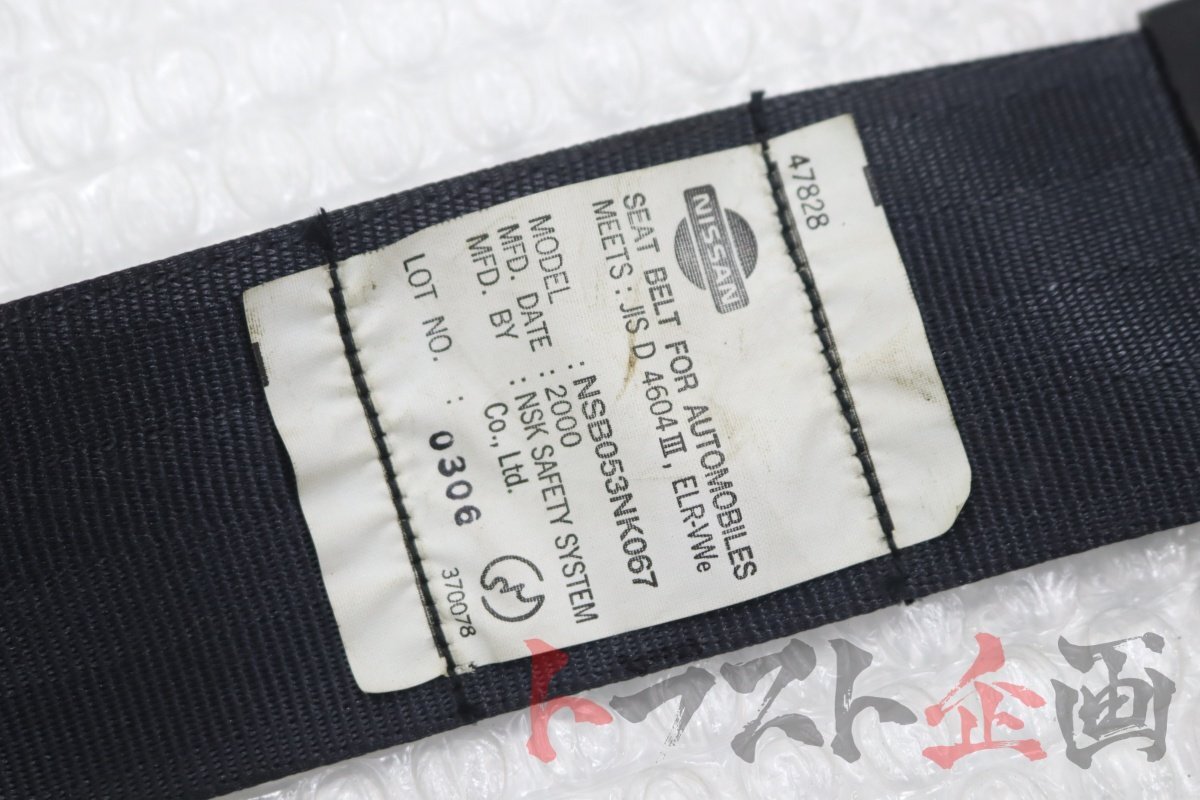 47828
NISSAN
SEAT BELT FOR AUTOMOBILES
MEETS : JIS D 4604 III, ELR-VWe
MODEL : NSB053NK067
MFD. DATE : 2000
MFD. BY : NSK SAFETY SYSTEM
Co., Ltd.
LOT NO. : 0306
370078
トラスト企画